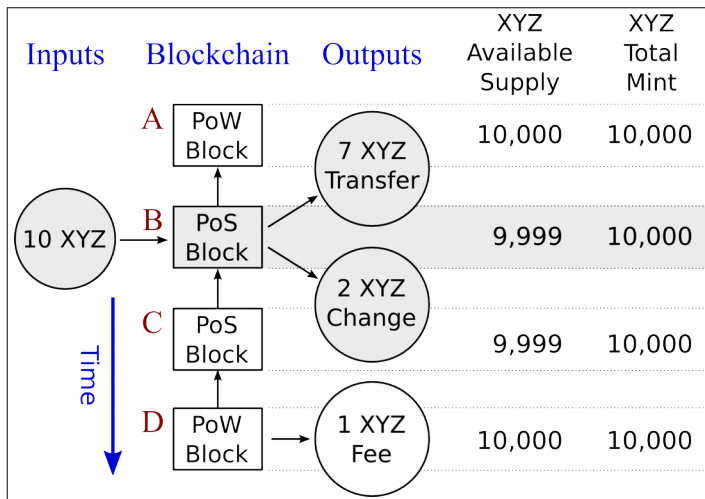 Inputs
Blockchain
Outputs
XYZ
Available
Supply
XYZ
Total
Mint
A
PoW
Block
7 XYZ
Transfer
10,000
10,000
10 XYZ
B
PoS
Block
9,999
10,000
2 XYZ
Change
C
PoS
Block
9,999
10,000
Time
D
PoW
Block
1 XYZ
Fee
10,000
10,000